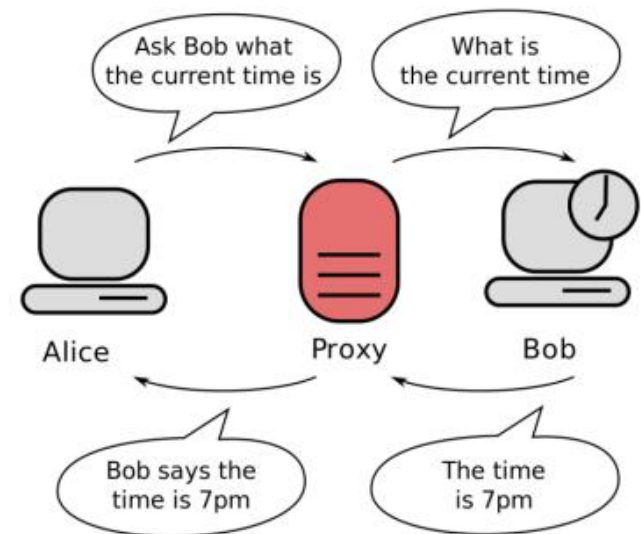 Ask Bob what
the current time is
What is
the current time
Alice
Proxy
Bob
Bob says the
time is 7pm
The time
is 7pm